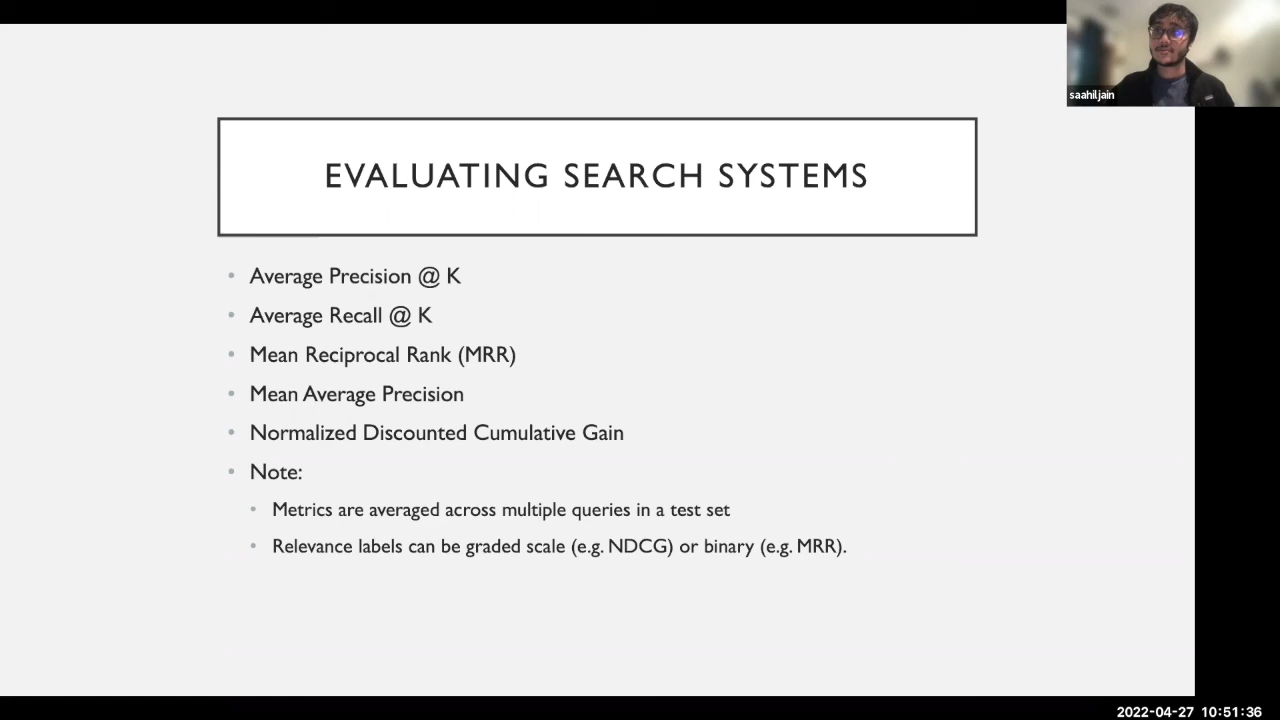 saahil jain
EVALUATING SEARCH SYSTEMS
• Average Precision @ K
• Average Recall @ K
• Mean Reciprocal Rank (MRR)
• Mean Average Precision
• Normalized Discounted Cumulative Gain
• Note:
• Metrics are averaged across multiple queries in a test set
• Relevance labels can be graded scale (e.g. NDCG) or binary (e.g. MRR).
2022-04-27 10:51:36